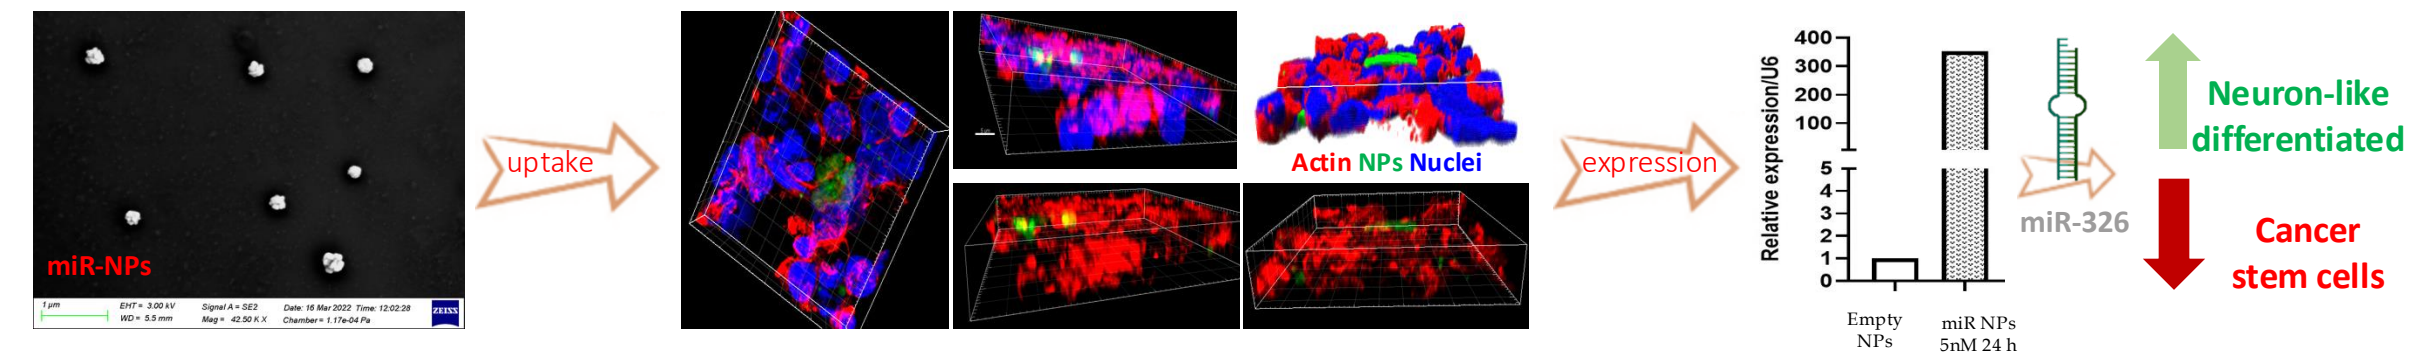 miR-NPs
1 µm
EHT = 3.00 kV
WD = 5.5 mm
Signal A = SE2
Mag = 42.50 K X
Date: 16 Mar 2022 Time: 12:02:28
Chamber = 1.17e-04 Pa
ZEISS
uptake
Actin NPs Nuclei
expression
Relative expression/U6
400
300
200
100
5
4
3
2
1
0
Empty
NPs
miR NPs
5nM 24 h
miR-326
Neuron-like
differentiated
Cancer
stem cells